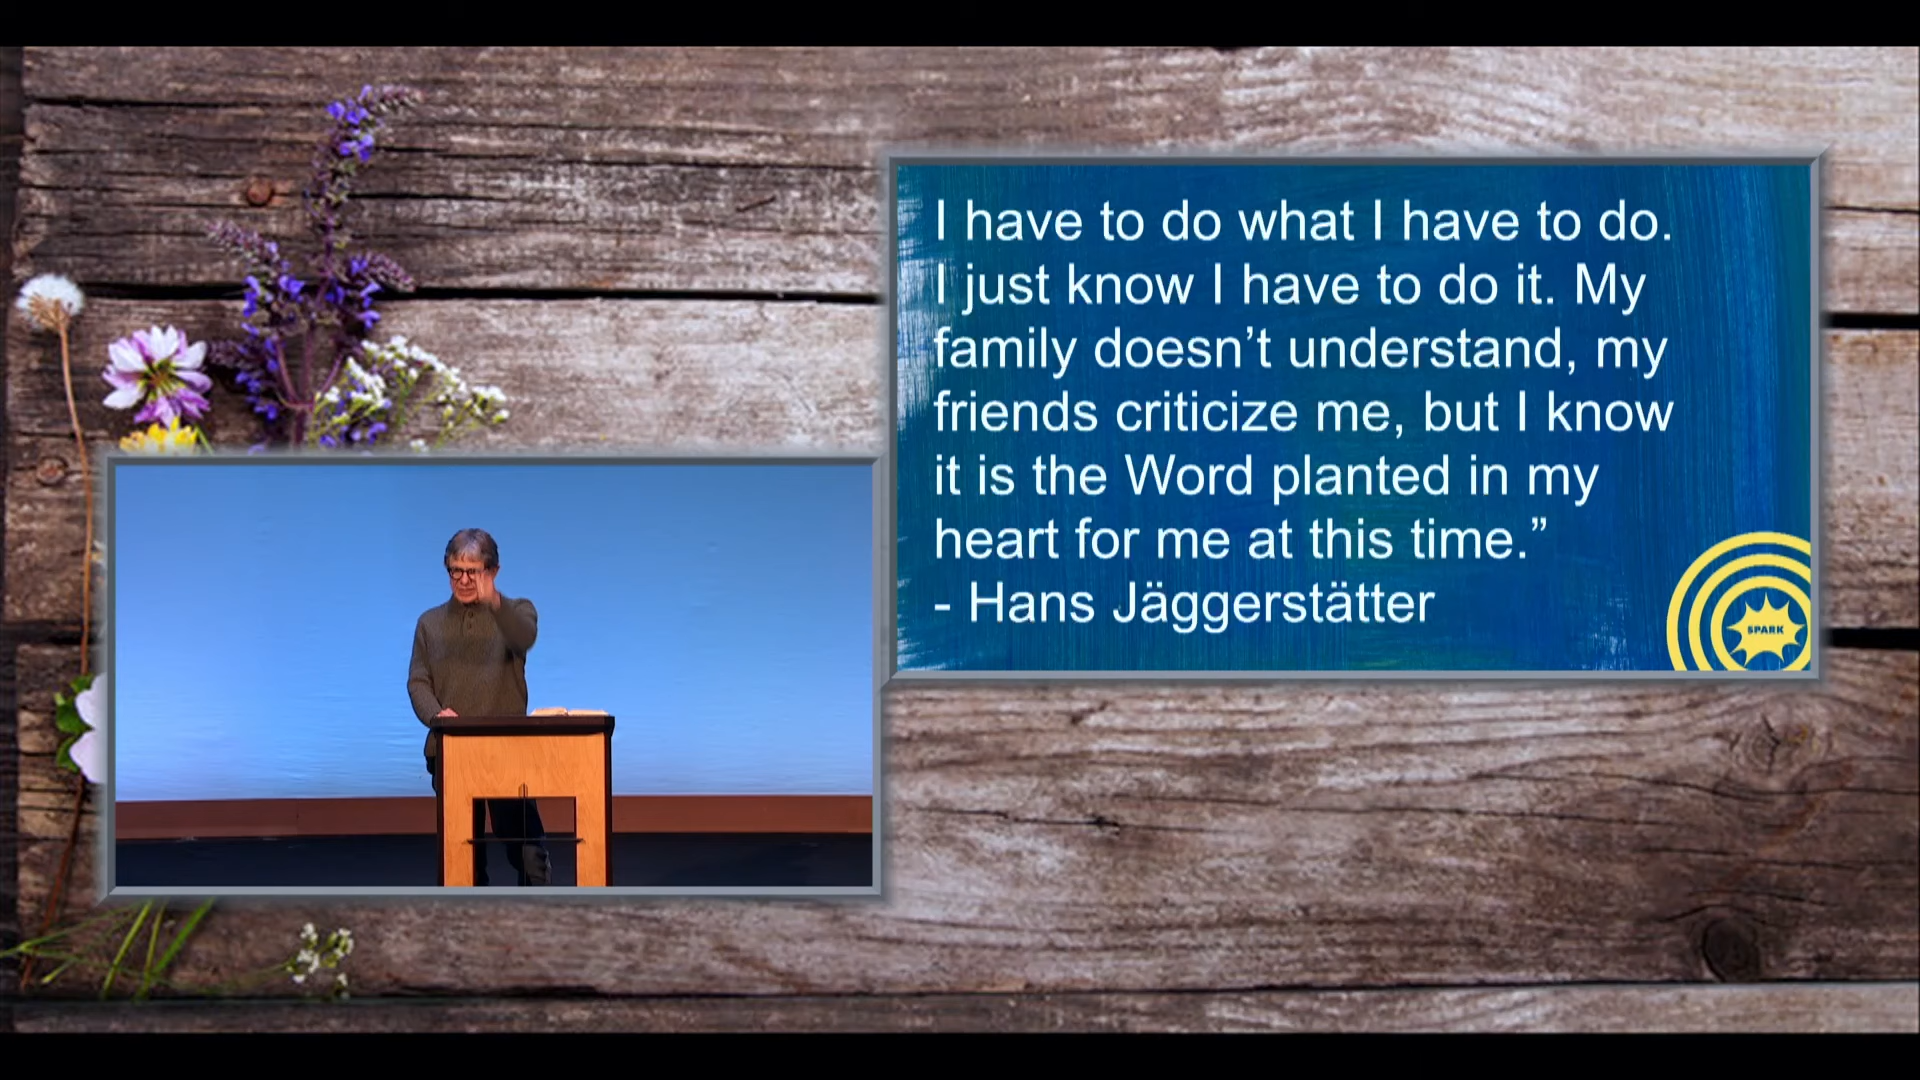 I have to do what I have to do.
I just know I have to do it. My
family doesn’t understand, my
friends criticize me, but I know
it is the Word planted in my
heart for me at this time.”
- Hans Jäggerstätter
SPARK